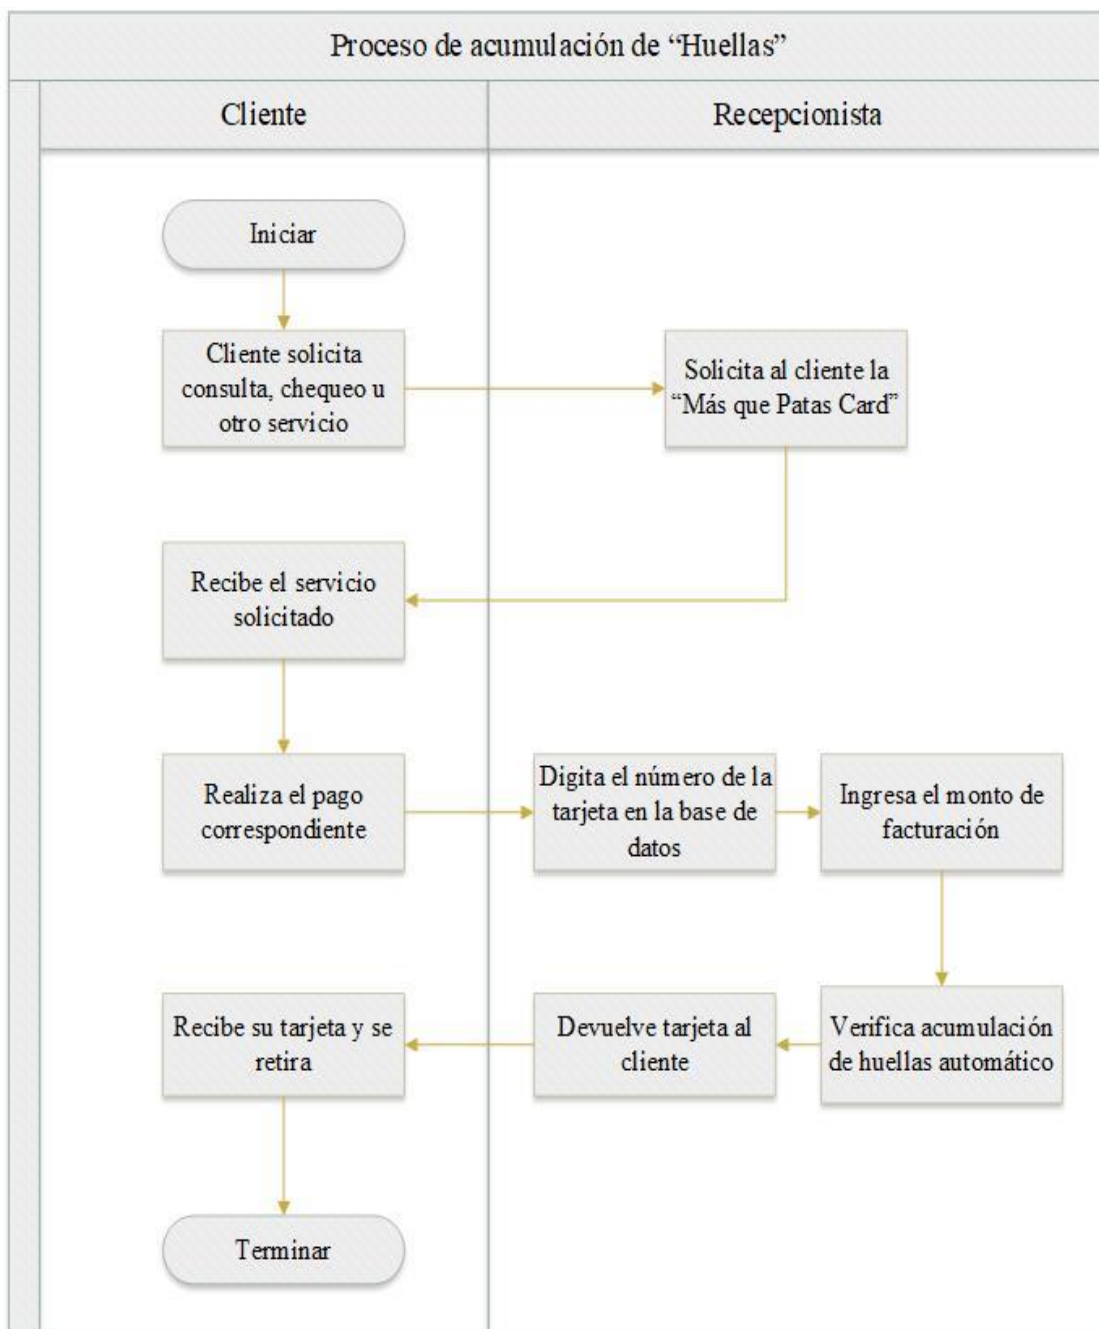 Proceso de acumulación de “Huellas”
Cliente
Recepcionista
Iniciar
Cliente solicita
consulta, chequeo u
otro servicio
Solicita al cliente la
“Más que Patas Card”
Recibe el servicio
solicitado
Realiza el pago
correspondiente
Digita el número de la
tarjeta en la base de
datos
Ingresa el monto de
facturación
Verifica acumulación
de huellas automático
Devuelve tarjeta al
cliente
Recibe su tarjeta y se
retira
Terminar